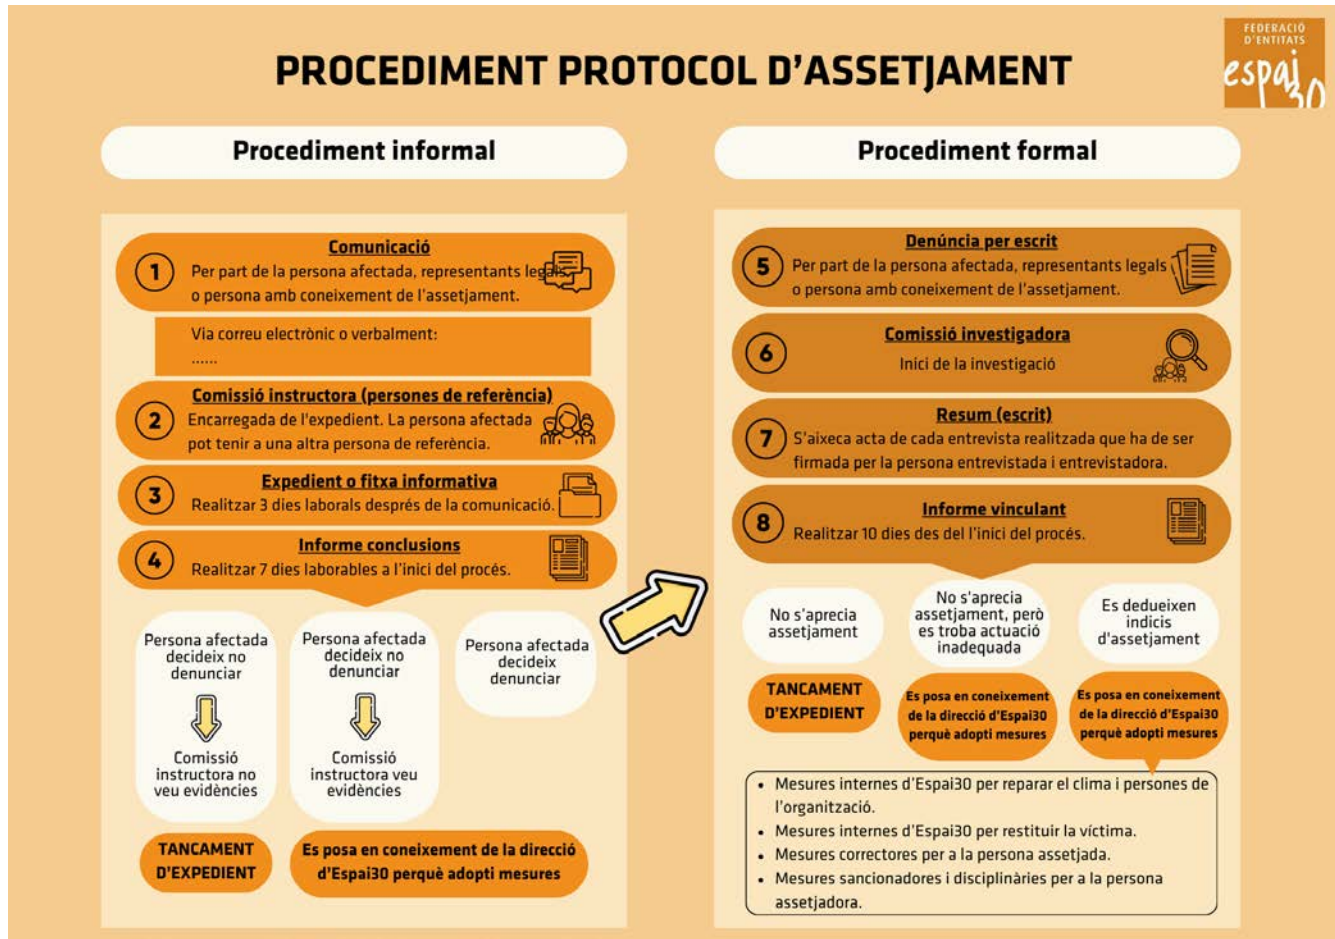 FEDERACIÓ
D'ENTITATS
espai
30
PROCEDIMENT PROTOCOL D'ASSETJAMENT
Procediment informal
1
Comunicació
Per part de la persona afectada, representants legals
o persona amb coneixement de l'assetjament.
Via correu electrònic o verbalment:
......
2
Comissió instructora (persones de referència)
Encarregada de l'expedient. La persona afectada
pot tenir a una altra persona de referència.
3
Expedient o fitxa informativa
Realitzar 3 dies laborals després de la comunicació.
4
Informe conclusions
Realitzar 7 dies laborables a l'inici del procés.
Persona afectada
decideix no
denunciar
Comissió
instructora no
veu evidències
TANCAMENT
D'EXPEDIENT
Persona afectada
decideix no
denunciar
Comissió
instructora veu
evidències
Es posa en coneixement de la direcció
d'Espai30 perquè adopti mesures
Persona afectada
decideix
denunciar
Procediment formal
5
Denúncia per escrit
Per part de la persona afectada, representants legals
o persona amb coneixement de l'assetjament.
6
Comissió investigadora
Inici de la investigació
7
Resum (escrit)
S'aixeca acta de cada entrevista realitzada que ha de ser
firmada per la persona entrevistada i entrevistadora.
8
Informe vinculant
Realitzar 10 dies des del l'inici del procés.
No s'aprecia
assetjament
TANCAMENT
D'EXPEDIENT
No s'aprecia
assetjament, però
es troba actuació
inadequada
Es posa en coneixement
de la direcció d'Espai30
perquè adopti mesures
Es dedueixen
indicis
d'assetjament
Es posa en coneixement
de la direcció d'Espai30
perquè adopti mesures
• Mesures internes d'Espai30 per reparar el clima i persones de
l'organització.
• Mesures internes d'Espai30 per restituir la víctima.
• Mesures correctores per a la persona assetjada.
• Mesures sancionadores i disciplinàries per a la persona
assetjadora.